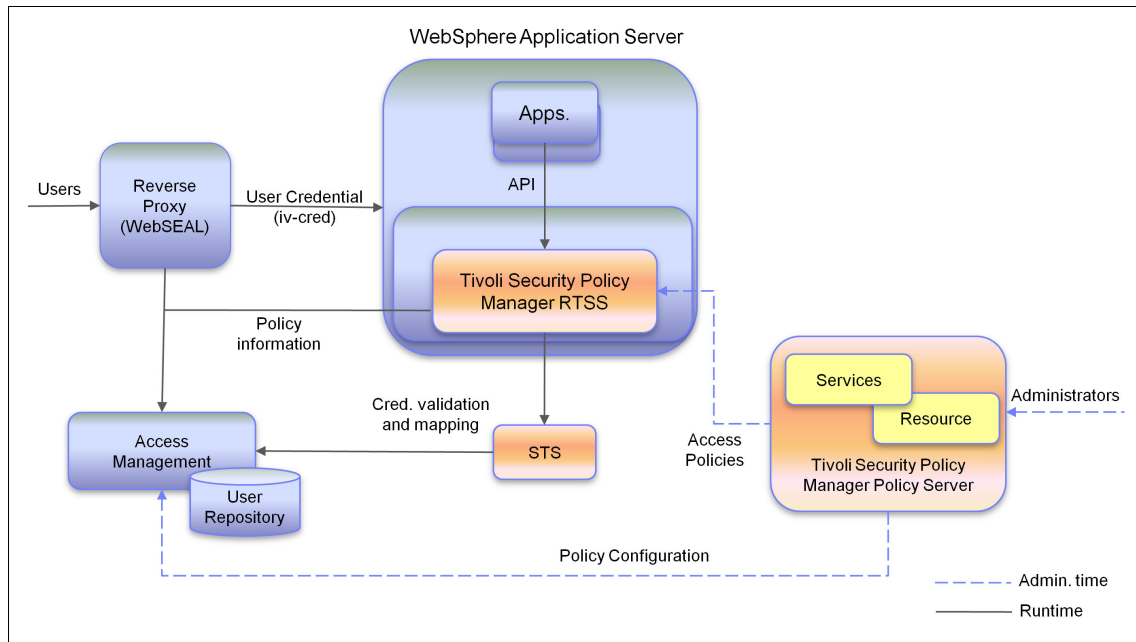 WebSphere Application Server
Apps.
API
Users
Reverse
Proxy
(WebSEAL)
User Credential
(iv-cred)
Tivoli Security Policy
Manager RTSS
Policy
information
Services
Resource
Administrators
Tivoli Security Policy
Manager Policy Server
Access
Policies
Cred. validation
and mapping
STS
Access
Management
User
Repository
Policy Configuration
Admin. time
Runtime